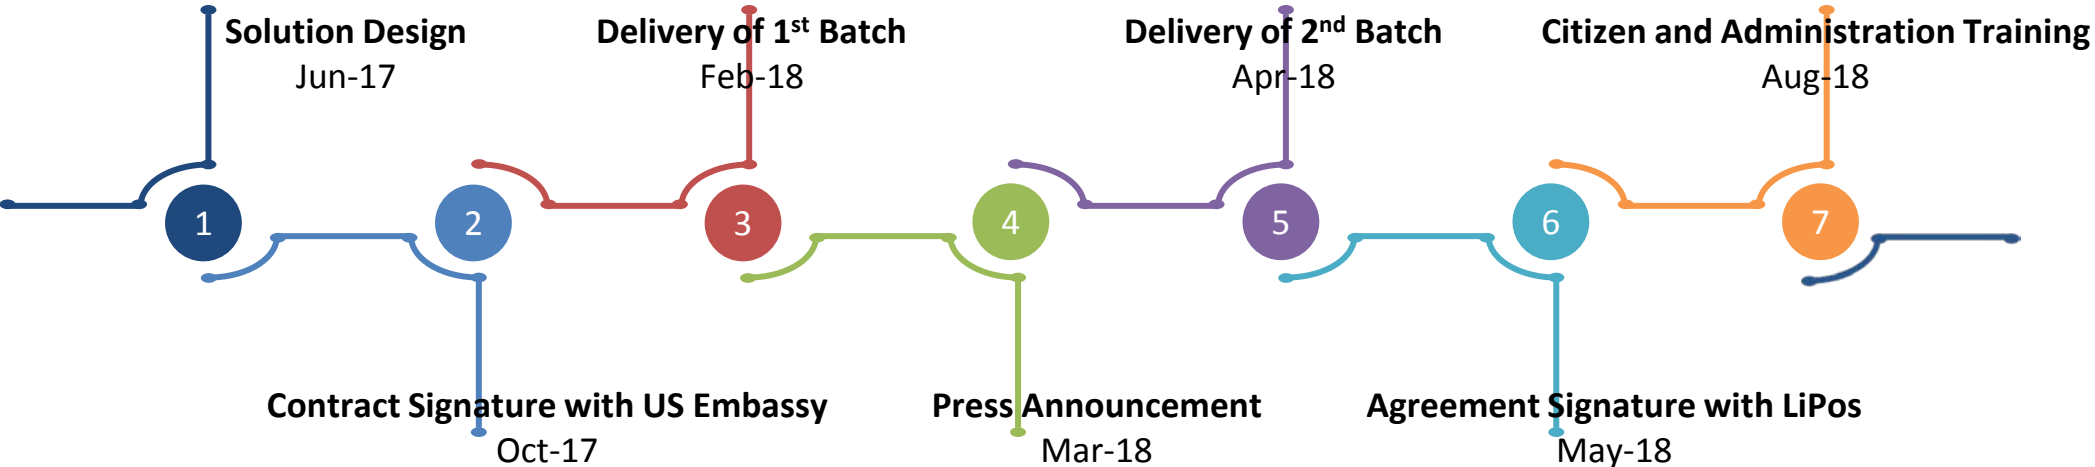 Solution Design
Jun-17
Delivery of 1st Batch
Feb-18
Delivery of 2nd Batch
Apr-18
Citizen and Administration Training
Aug-18
1
2
3
4
5
6
7
Contract Signature with US Embassy
Oct-17
Press Announcement
Mar-18
Agreement Signature with LiPos
May-18